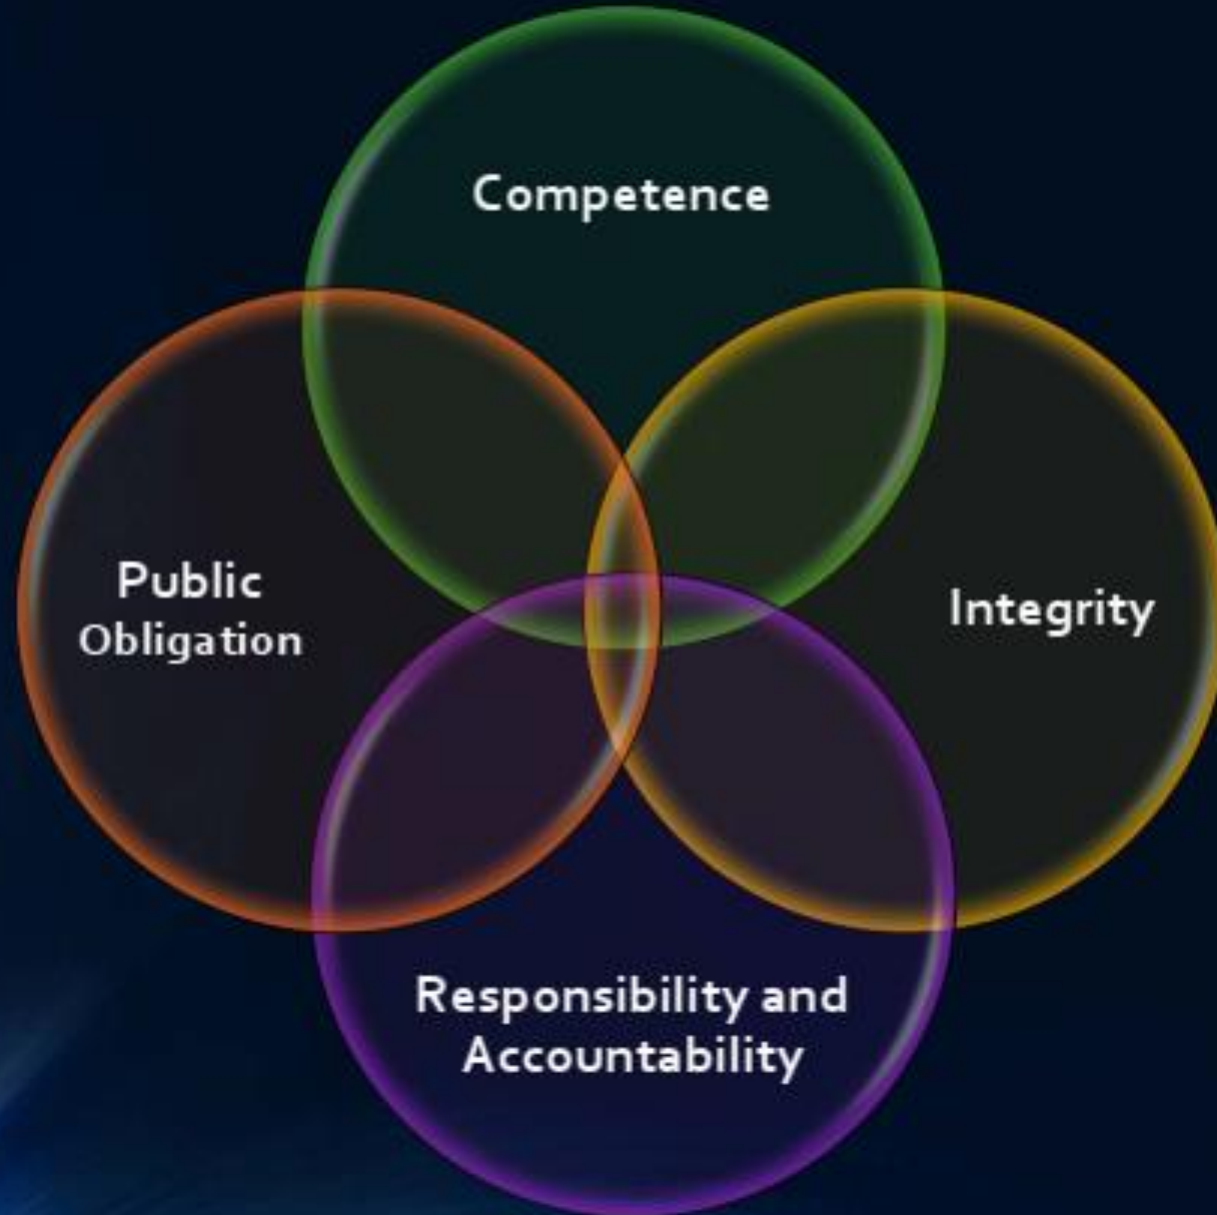 Competence
Public
Obligation
Integrity
Responsibility and
Accountability